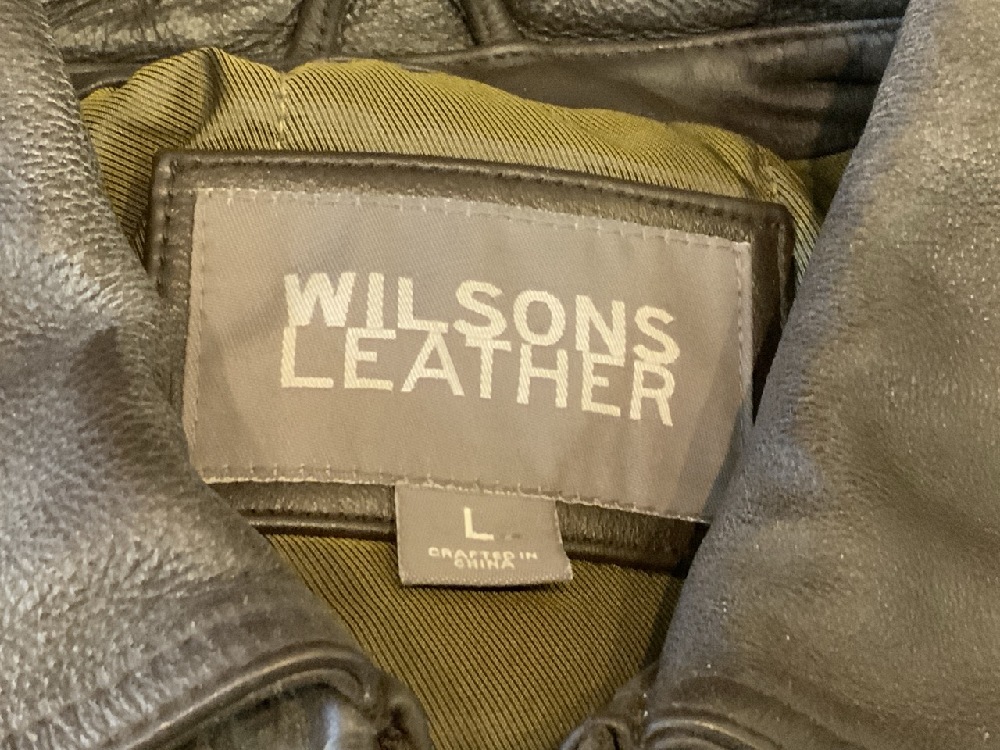 WILSONS
LEATHER
L
CRAFTED IN
CHINA